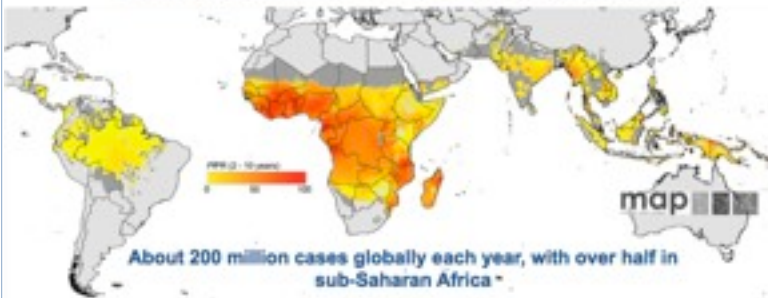 (2 - 10 years)
0 50 100
map
About 200 million cases globally each year, with over half in
sub-Saharan Africa